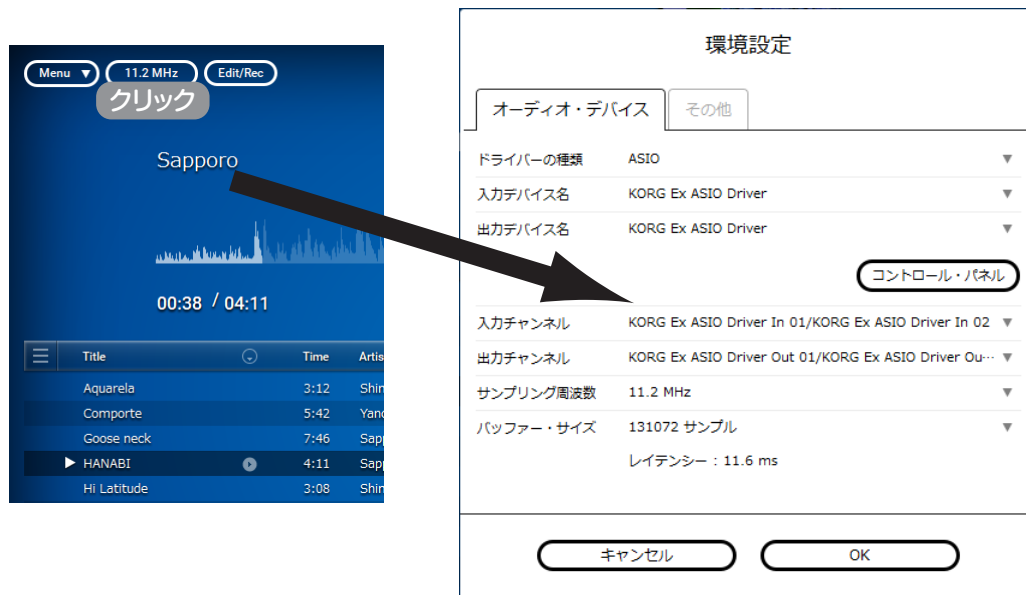 Menu ▼ 11.2 MHz Edit/Rec
クリック
Sapporo
00:38 / 04:11
Title Time Artis
Aquarela 3:12 Shin
Comporte 5:42 Yano
Goose neck 7:46 Sapp
HANABI 4:11 Sapp
Hi Latitude 3:08 Shin
環境設定
オーディオ・デバイス その他
ドライバーの種類 ASIO
入力デバイス名 KORG Ex ASIO Driver
出力デバイス名 KORG Ex ASIO Driver
コントロール・パネル
入力チャンネル KORG Ex ASIO Driver In 01/KORG Ex ASIO Driver In 02
出力チャンネル KORG Ex ASIO Driver Out 01/KORG Ex ASIO Driver Ou…
サンプリング周波数 11.2 MHz
バッファー・サイズ 131072 サンプル
レイテンシー : 11.6 ms
キャンセル OK